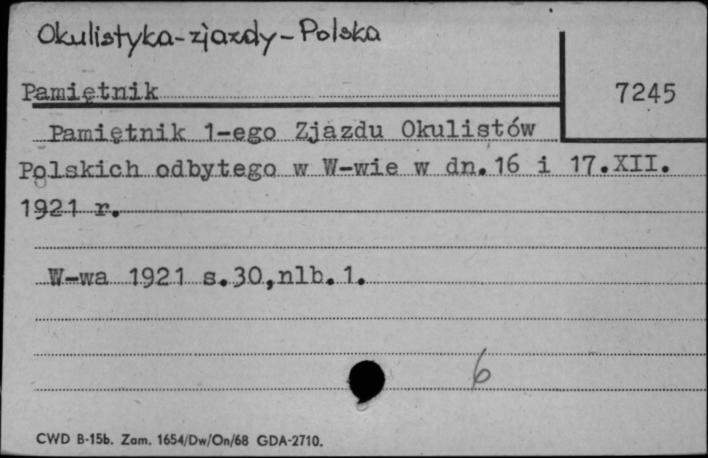 Okulistyka-zjazdy-Polska
Pamiętnik
7245
Pamiętnik 1-ego Zjazdu Okulistów
Polskich odbytego w W-wie w dn.16 i 17.XII.
1921 r.
W-wa 1921 s.30,nlb.1.
6
CWD B-15b. Zam. 1654/Dw/On/68 GDA-2710.